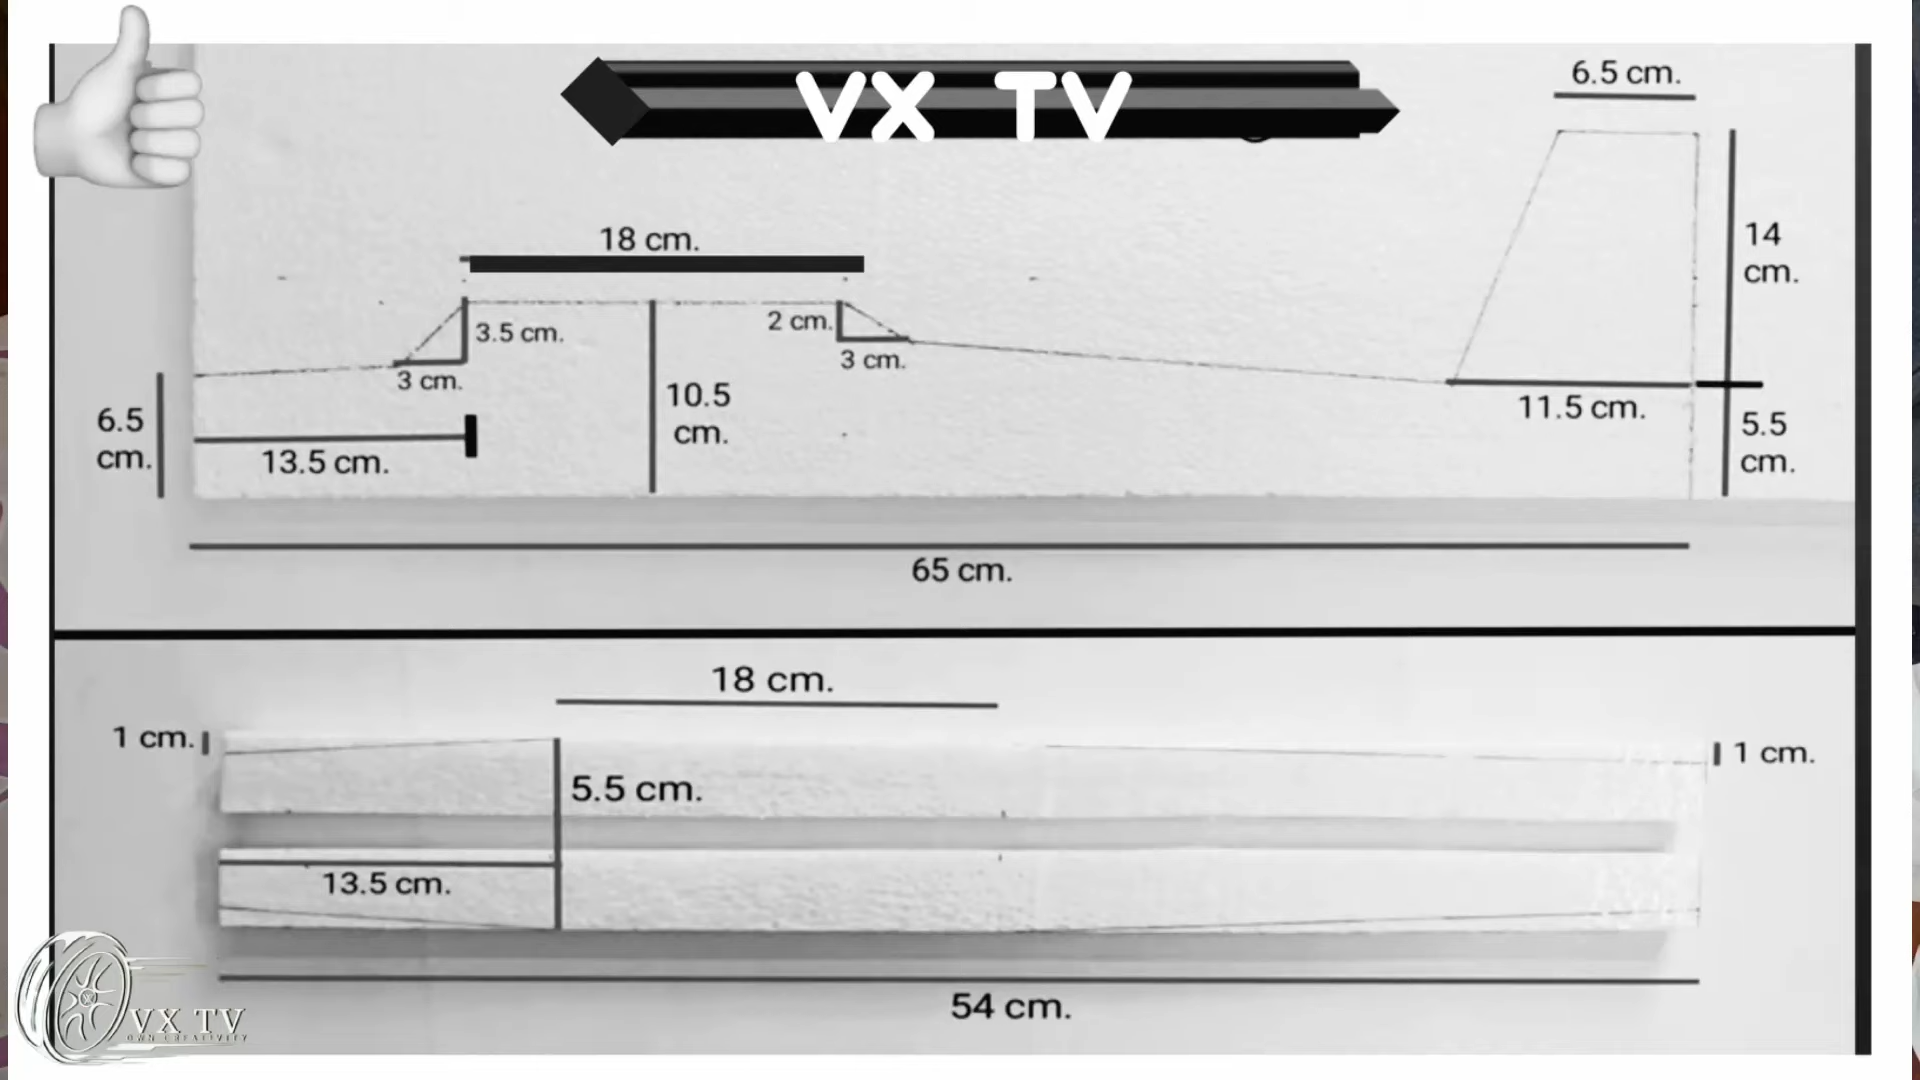 VX TV
6.5 cm.
14
cm.
18 cm.
3.5 cm.
2 cm.
3 cm.
3 cm.
10.5
cm.
6.5
cm.
13.5 cm.
11.5 cm.
5.5
cm.
65 cm.
18 cm.
1 cm.
1 cm.
5.5 cm.
13.5 cm.
54 cm.
VX TV
OWN CREATIVITY